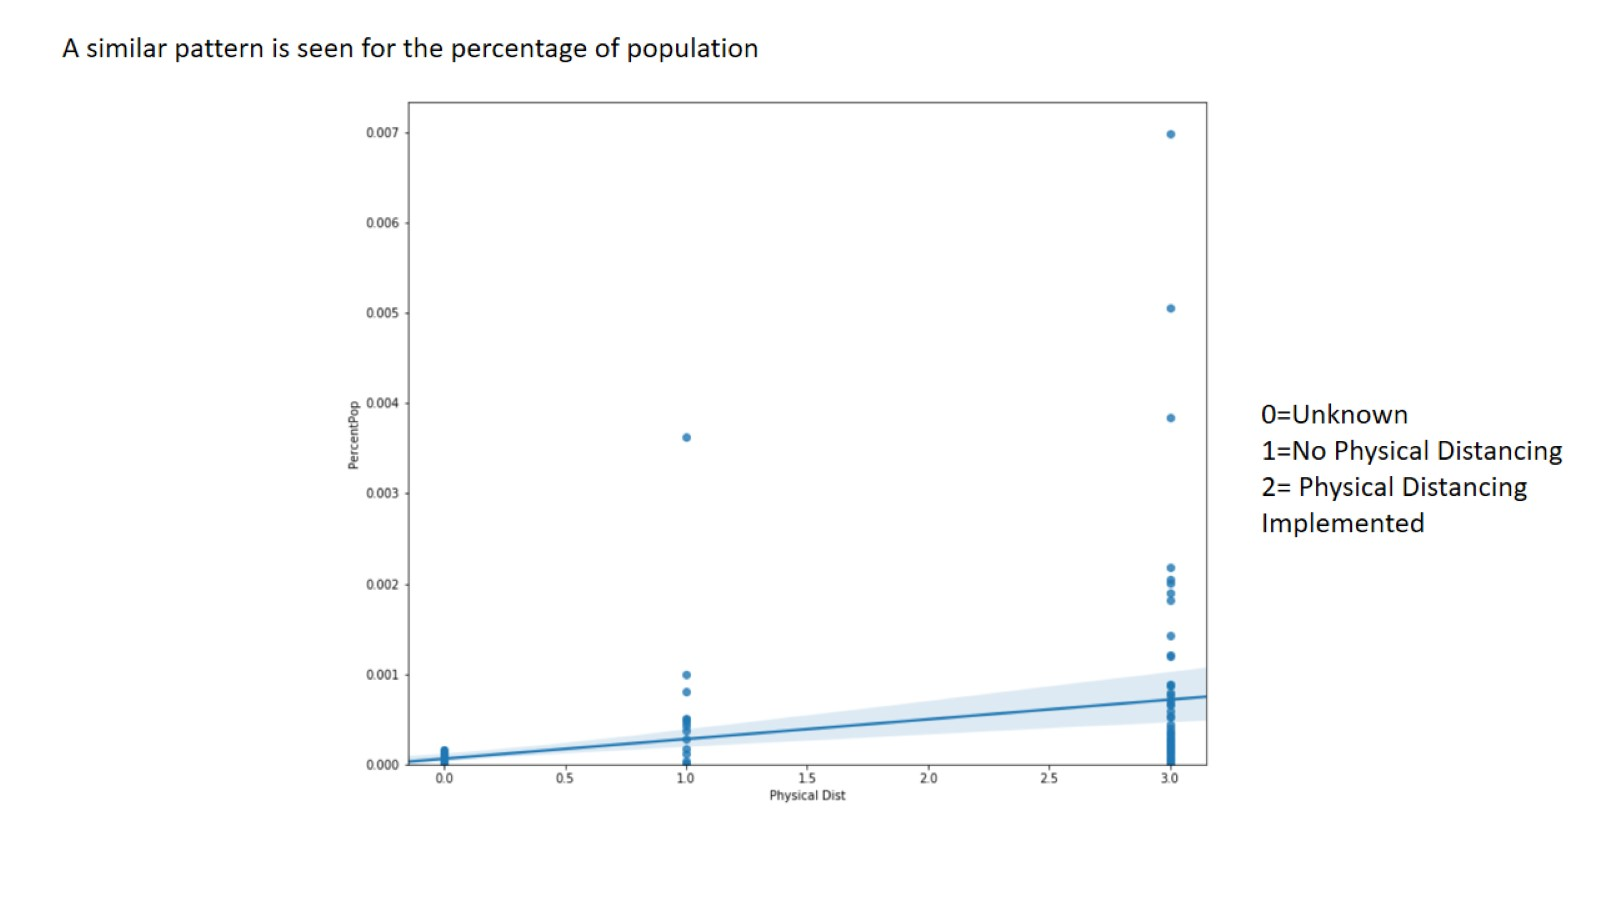 A similar pattern is seen for the percentage of population
0.007
0.006
0.005
0.004
0.003
0.002
0.001
0.000
PercentPop
0.0 0.5 1.0 1.5 2.0 2.5 3.0
Physical Dist
0=Unknown
1=No Physical Distancing
2= Physical Distancing
Implemented